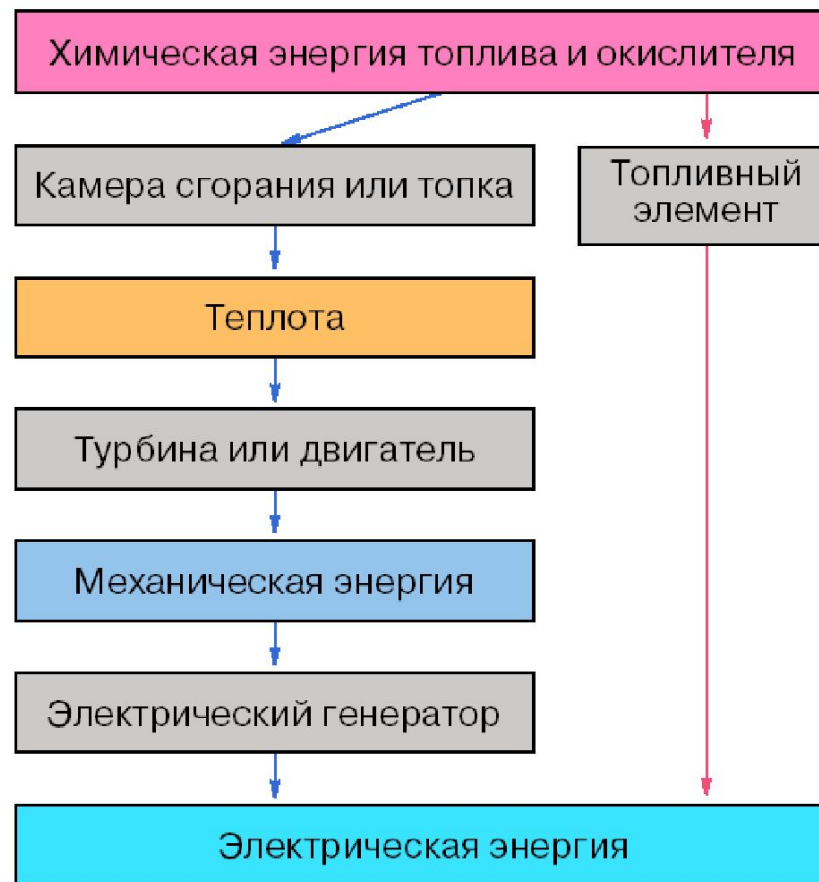 Химическая энергия топлива и окислителя
Камера сгорания или топка
Топливный
элемент
Теплота
Турбина или двигатель
Механическая энергия
Электрический генератор
Электрическая энергия